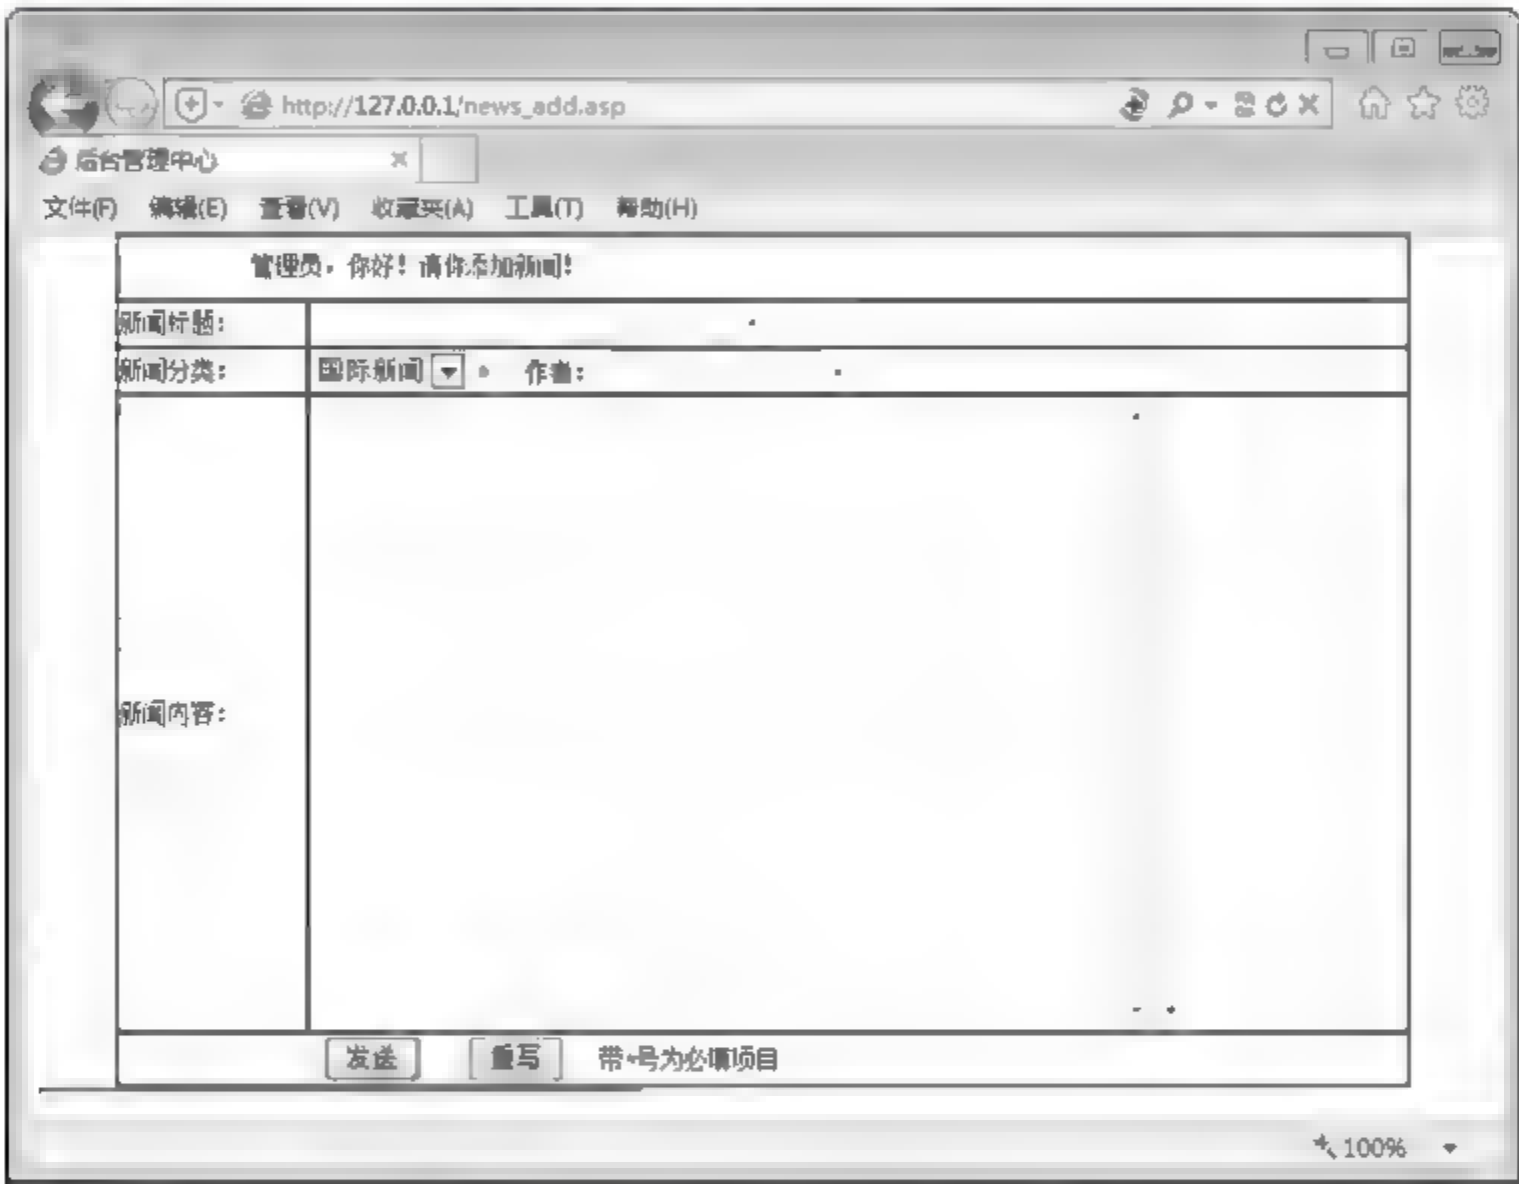 http://127.0.0.1/news_add.asp
后台管理中心
文件(F) 编辑(E) 查看(V) 收藏夹(A) 工具(T) 帮助(H)
管理员，你好！请你添加新闻！
新闻标题： *
新闻分类： 国际新闻 * 作者： *
新闻内容：
*
发送 重写 带*号为必填项目
100%